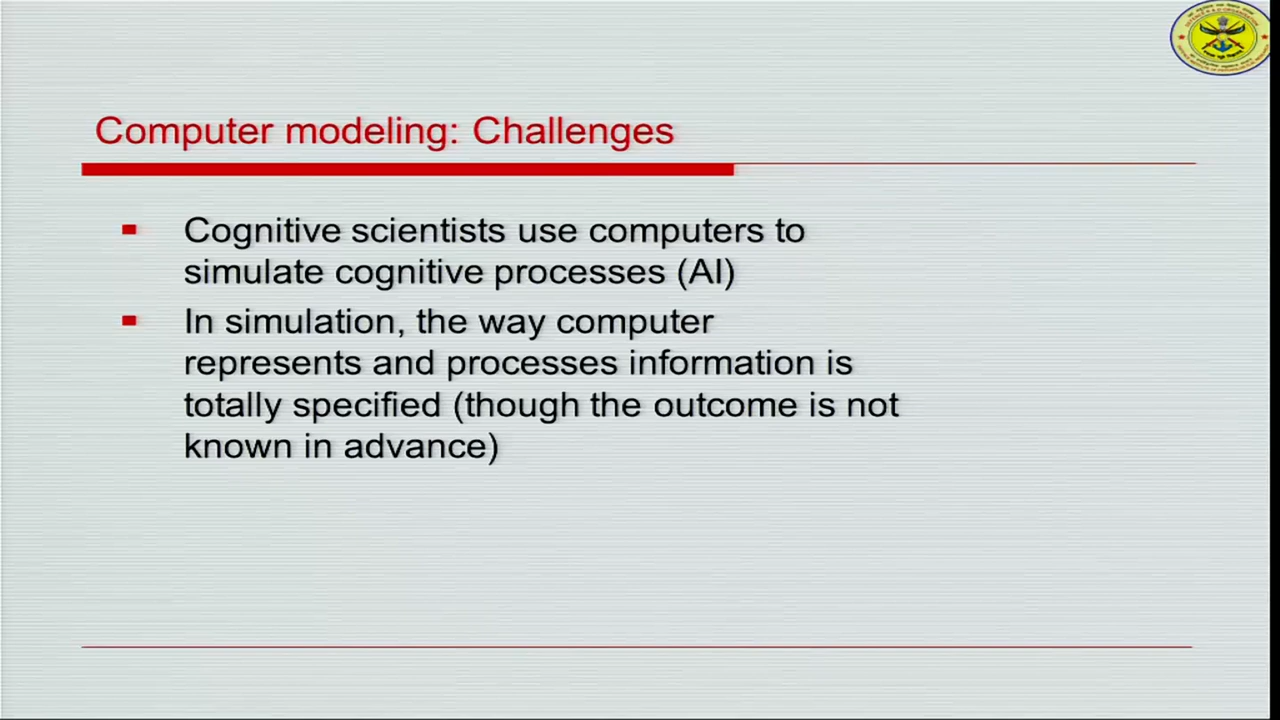 Computer modeling: Challenges
Cognitive scientists use computers to
simulate cognitive processes (AI)
In simulation, the way computer
represents and processes information is
totally specified (though the outcome is not
known in advance)